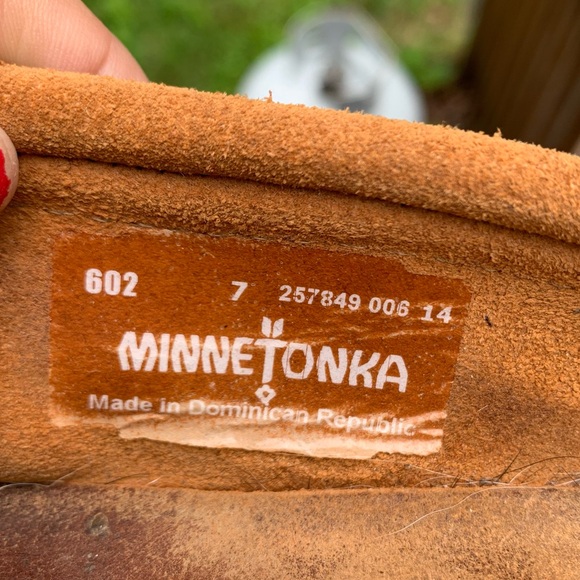 602 7 257849 006 14
MINNETONKA
Made in Dominican Republic